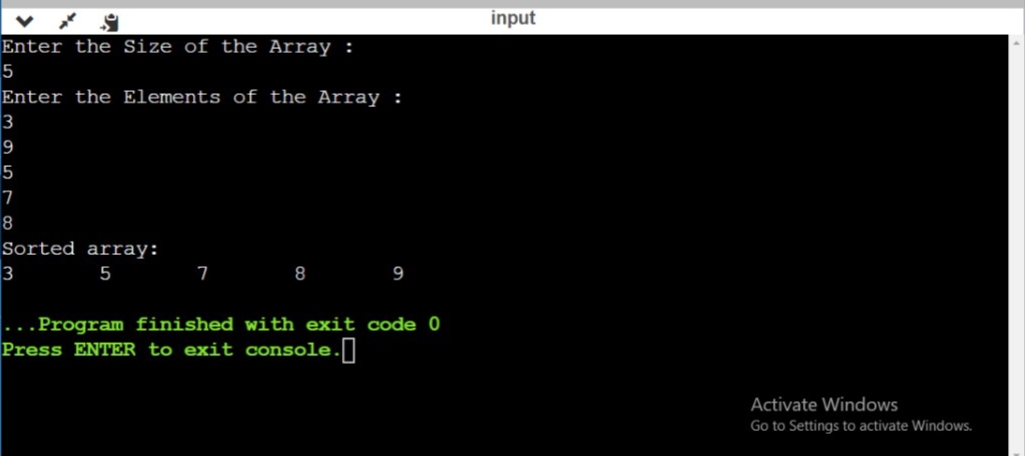 input
Enter the Size of the Array :
5
Enter the Elements of the Array :
3
9
5
7
8
Sorted array:
3 5 7 8 9
...Program finished with exit code 0
Press ENTER to exit console.
Activate Windows
Go to Settings to activate Windows.